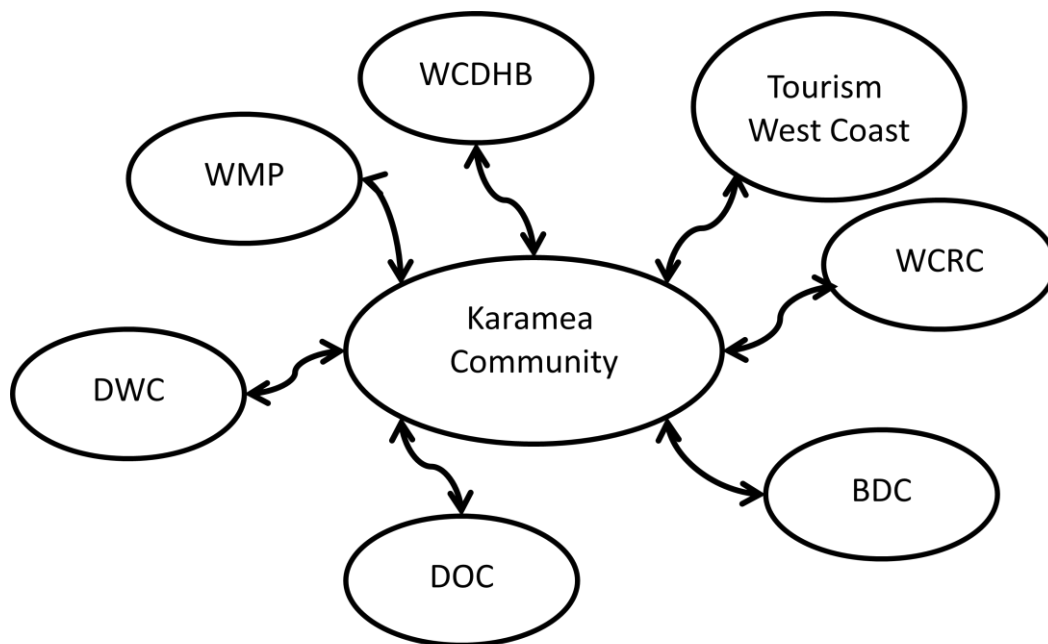 WCDHB
Tourism
West Coast
WMP
WCRC
Karamea
Community
DWC
BDC
DOC